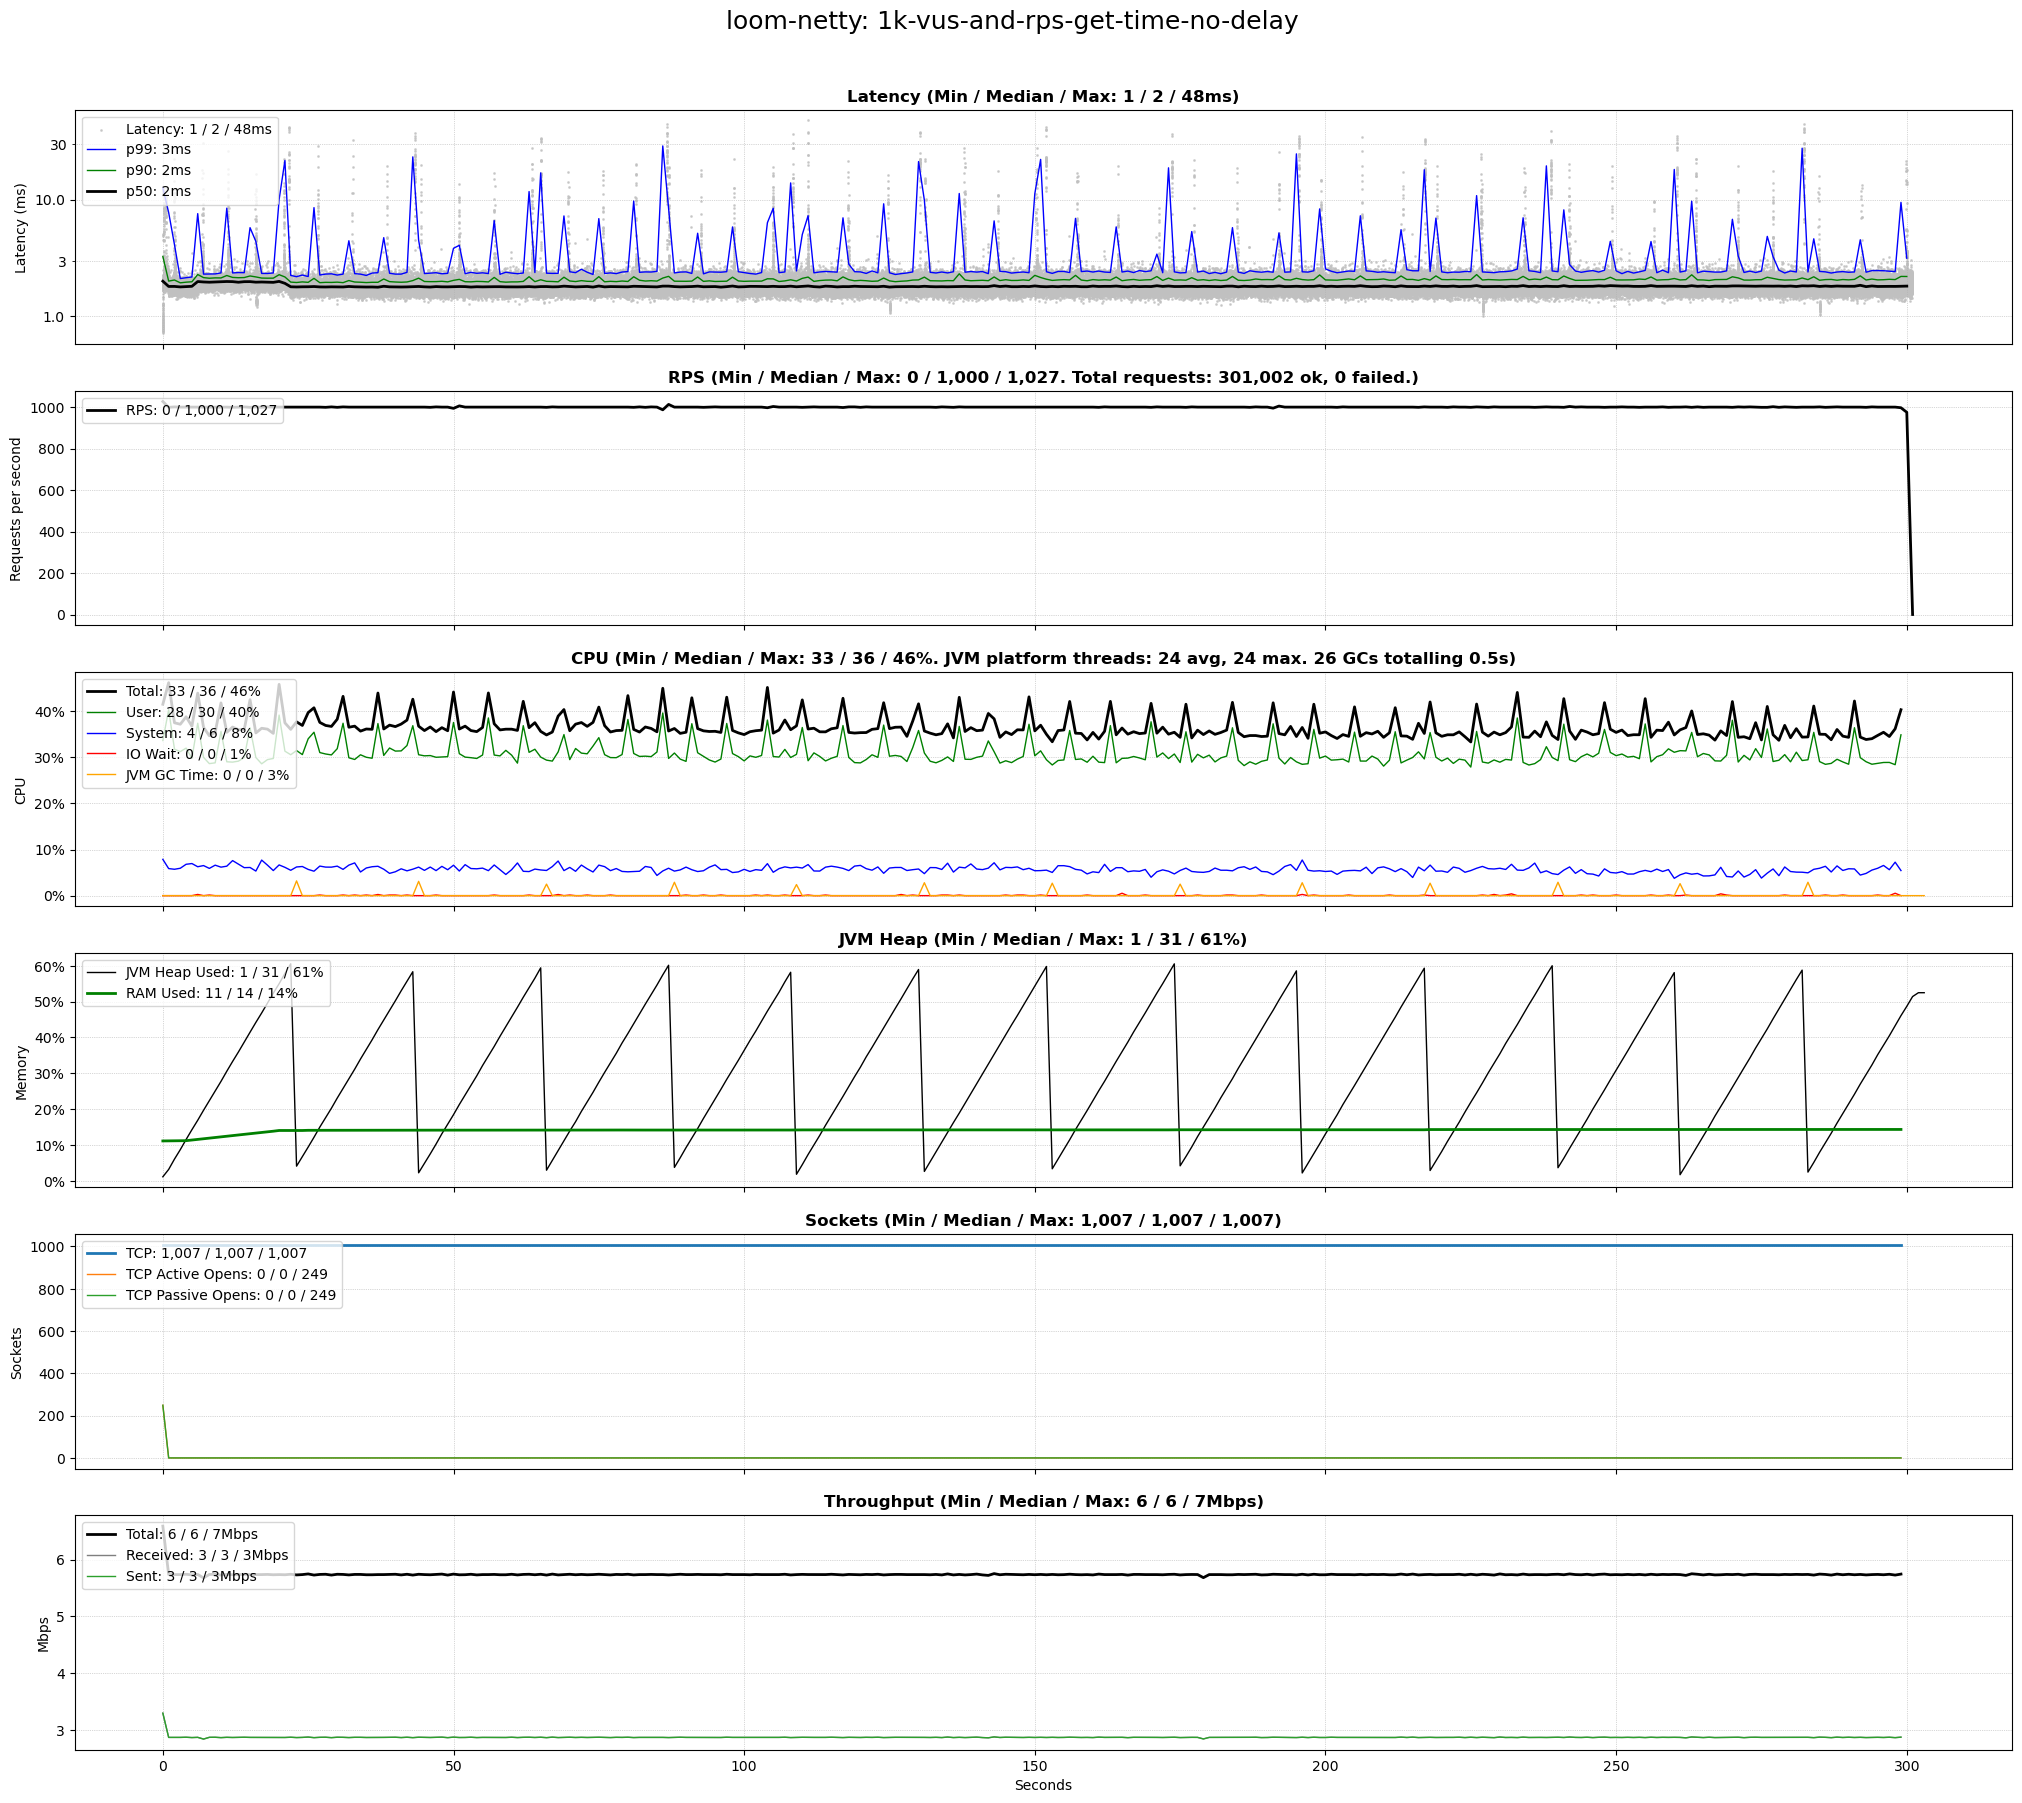 loom-netty: 1k-vus-and-rps-get-time-no-delay
Latency (Min / Median / Max: 1 / 2 / 48ms)
Latency: 1 / 2 / 48ms
p99: 3ms
p90: 2ms
p50: 2ms
30
10.0
3
1.0
Latency (ms)
RPS (Min / Median / Max: 0 / 1,000 / 1,027. Total requests: 301,002 ok, 0 failed.)
RPS: 0 / 1,000 / 1,027
1000
800
600
400
200
0
Requests per second
CPU (Min / Median / Max: 33 / 36 / 46%. JVM platform threads: 24 avg, 24 max. 26 GCs totalling 0.5s)
Total: 33 / 36 / 46%
User: 28 / 30 / 40%
System: 4 / 6 / 8%
IO Wait: 0 / 0 / 1%
JVM GC Time: 0 / 0 / 3%
40%
30%
20%
10%
0%
CPU
JVM Heap (Min / Median / Max: 1 / 31 / 61%)
JVM Heap Used: 1 / 31 / 61%
RAM Used: 11 / 14 / 14%
60%
50%
40%
30%
20%
10%
0%
Memory
Sockets (Min / Median / Max: 1,007 / 1,007 / 1,007)
TCP: 1,007 / 1,007 / 1,007
TCP Active Opens: 0 / 0 / 249
TCP Passive Opens: 0 / 0 / 249
1000
800
600
400
200
0
Sockets
Throughput (Min / Median / Max: 6 / 6 / 7Mbps)
Total: 6 / 6 / 7Mbps
Received: 3 / 3 / 3Mbps
Sent: 3 / 3 / 3Mbps
6
5
4
3
Mbps
0 50 100 150 200 250 300
Seconds